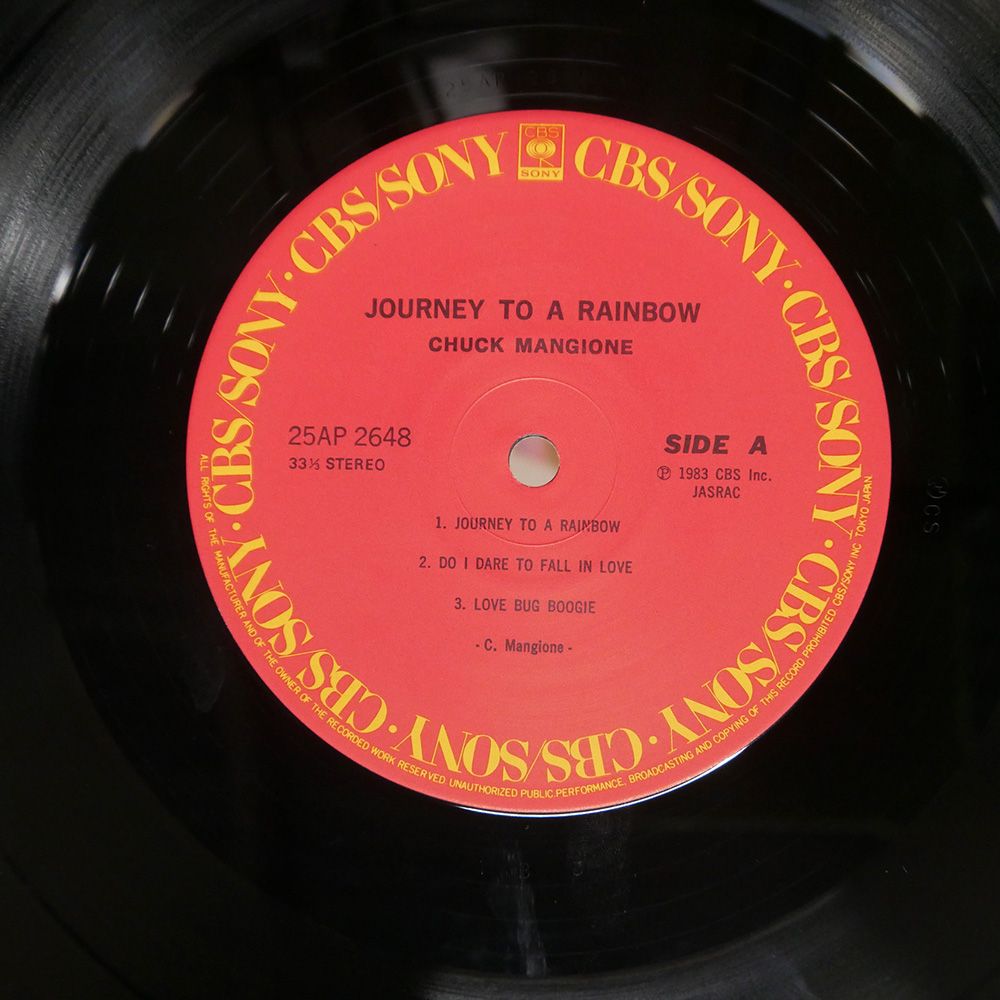 CBS
SONY
CBS/SONY · CBS/SONY · CBS/SONY · CBS/SONY · CBS/SONY · CBS/SONY · CBS/SONY · CBS/SONY · CBS/SONY
JOURNEY TO A RAINBOW
CHUCK MANGIONE
25AP 2648
33⅓ STEREO
SIDE A
Ⓟ 1983 CBS Inc.
JASRAC
1. JOURNEY TO A RAINBOW
2. DO I DARE TO FALL IN LOVE
3. LOVE BUG BOOGIE
- C. Mangione -
ALL RIGHTS OF THE MANUFACTURER AND OF THE OWNER OF THE RECORDED WORK RESERVED. UNAUTHORIZED PUBLIC PERFORMANCE, BROADCASTING AND COPYING OF THIS RECORD PROHIBITED. CBS/SONY INC TOKYO JAPAN